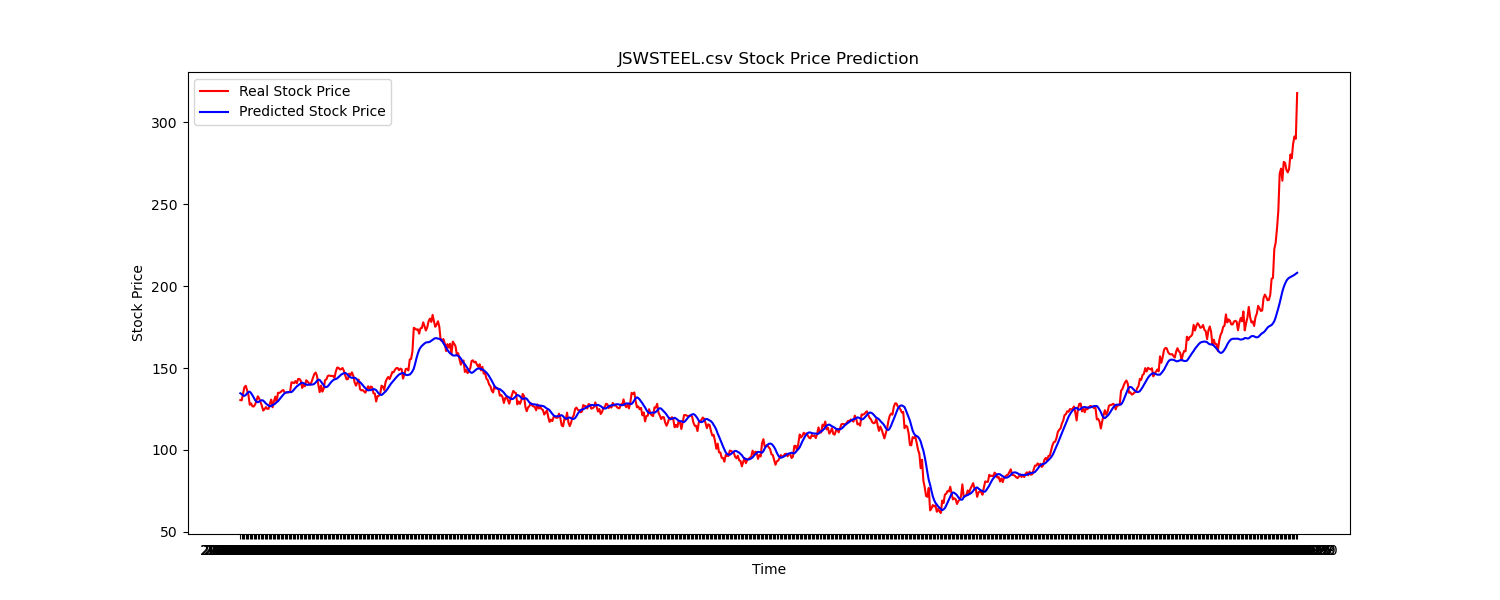 JSWSTEEL.csv Stock Price Prediction
Real Stock Price
Predicted Stock Price
300
250
200
150
100
50
Stock Price
Time